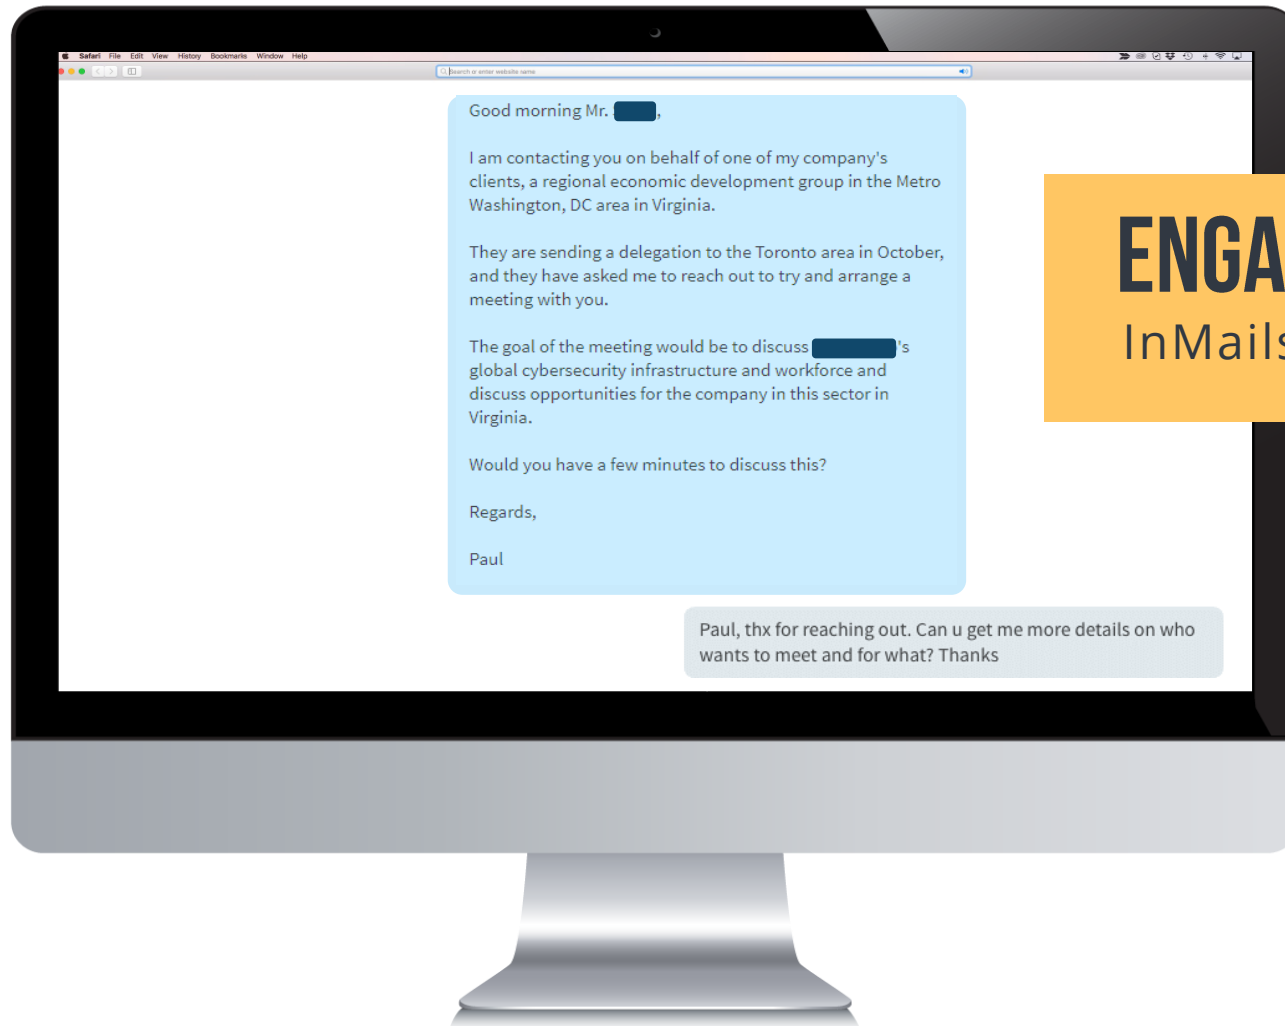 Safari File Edit View History Bookmarks Window Help
Search or enter website name
Good morning Mr.       ,
I am contacting you on behalf of one of my company's
clients, a regional economic development group in the Metro
Washington, DC area in Virginia.
They are sending a delegation to the Toronto area in October,
and they have asked me to reach out to try and arrange a
meeting with you.
The goal of the meeting would be to discuss       's
global cybersecurity infrastructure and workforce and
discuss opportunities for the company in this sector in
Virginia.
Would you have a few minutes to discuss this?
Regards,
Paul
Paul, thx for reaching out. Can u get me more details on who
wants to meet and for what? Thanks
ENGA
InMails